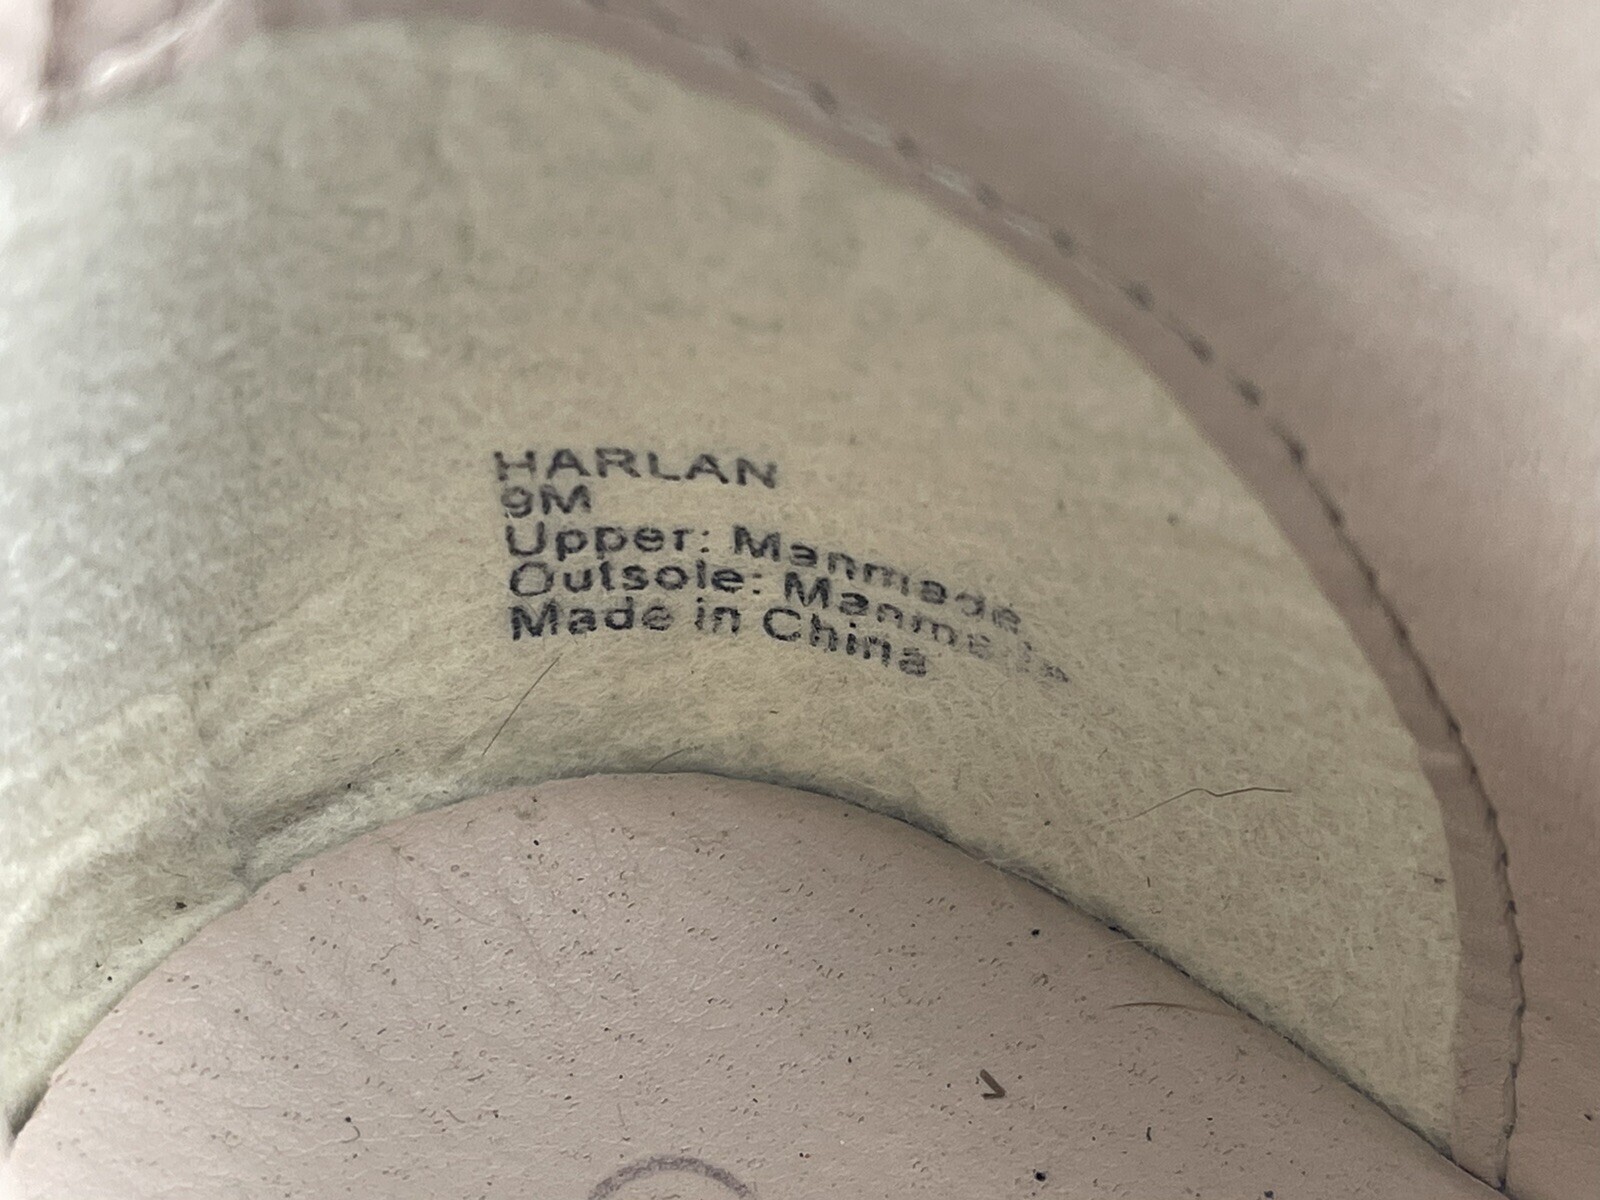 HARLAN
9M
Upper: Manmade
Outsole: Manmade
Made in China